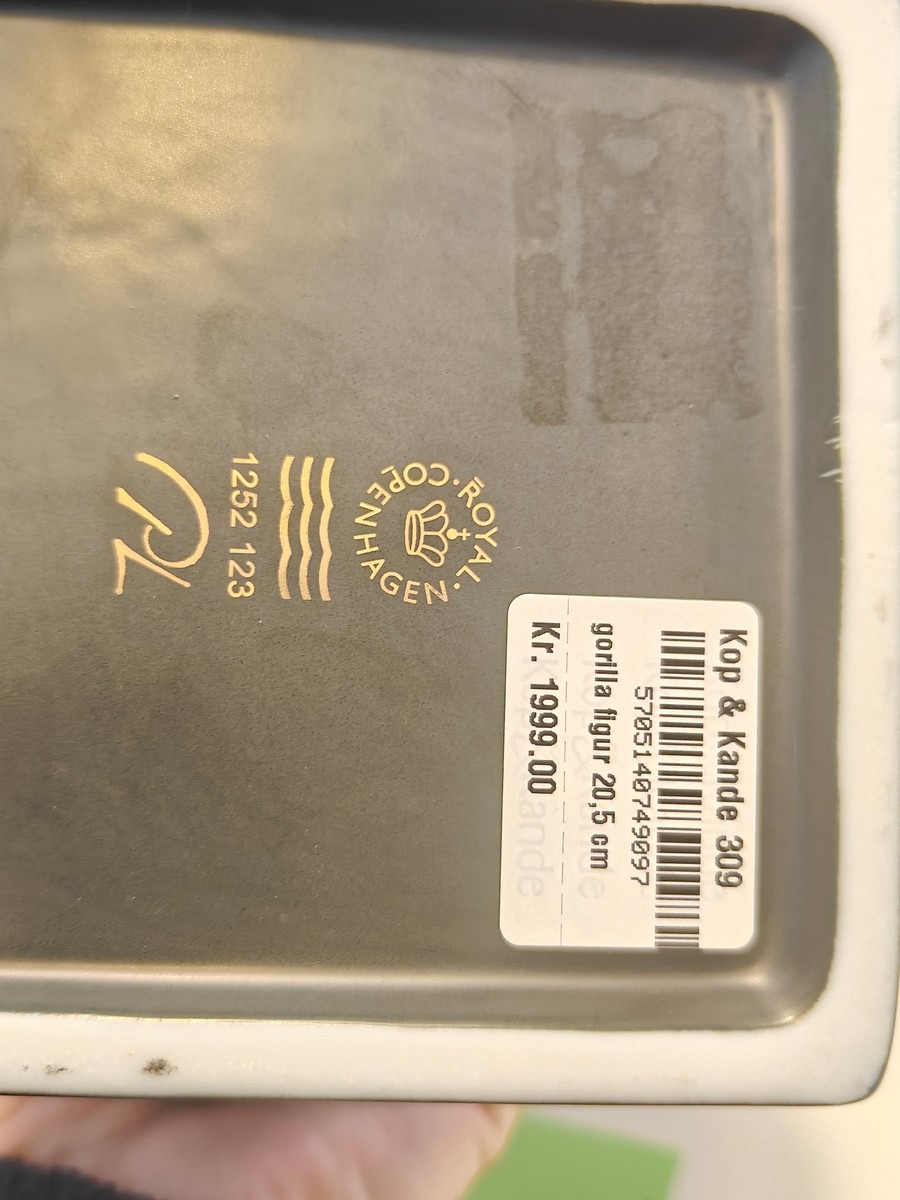 ROYAL COPENHAGEN
1252 123
Kop & Kande 309
5705140749097
gorilla figur 20,5 cm
Kr. 1999.00